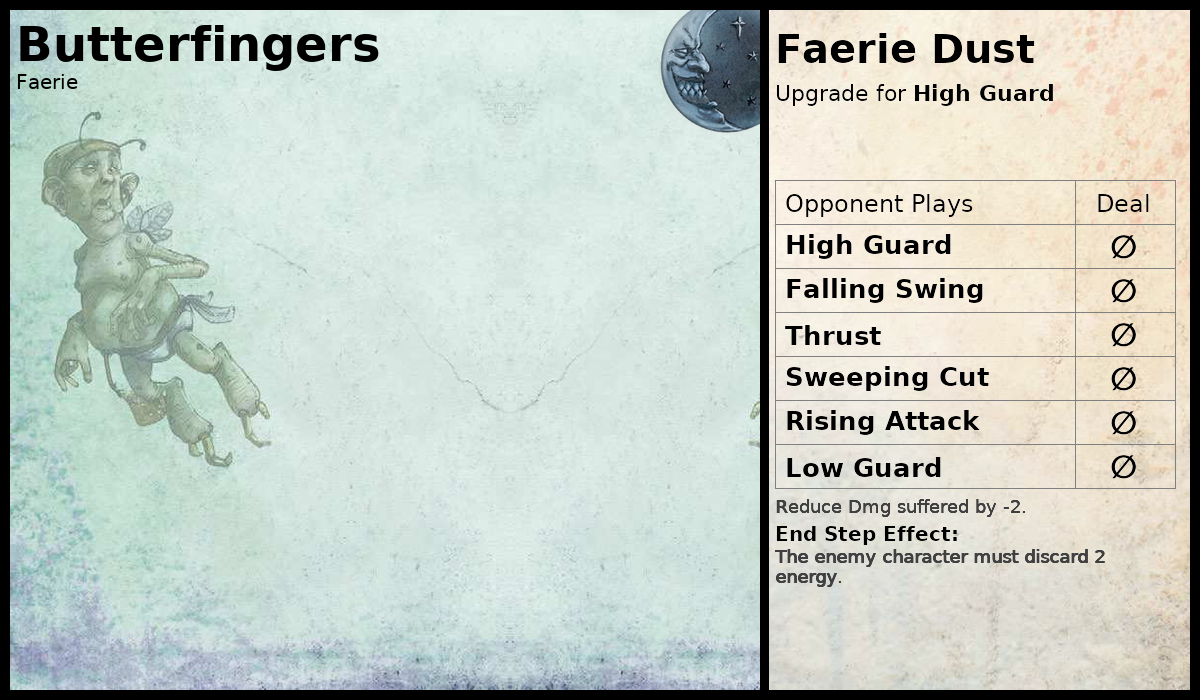 Butterfingers
Faerie
Faerie Dust
Upgrade for High Guard
Opponent Plays Deal
High Guard ∅
Falling Swing ∅
Thrust ∅
Sweeping Cut ∅
Rising Attack ∅
Low Guard ∅
Reduce Dmg suffered by -2.
End Step Effect:
The enemy character must discard 2
energy.